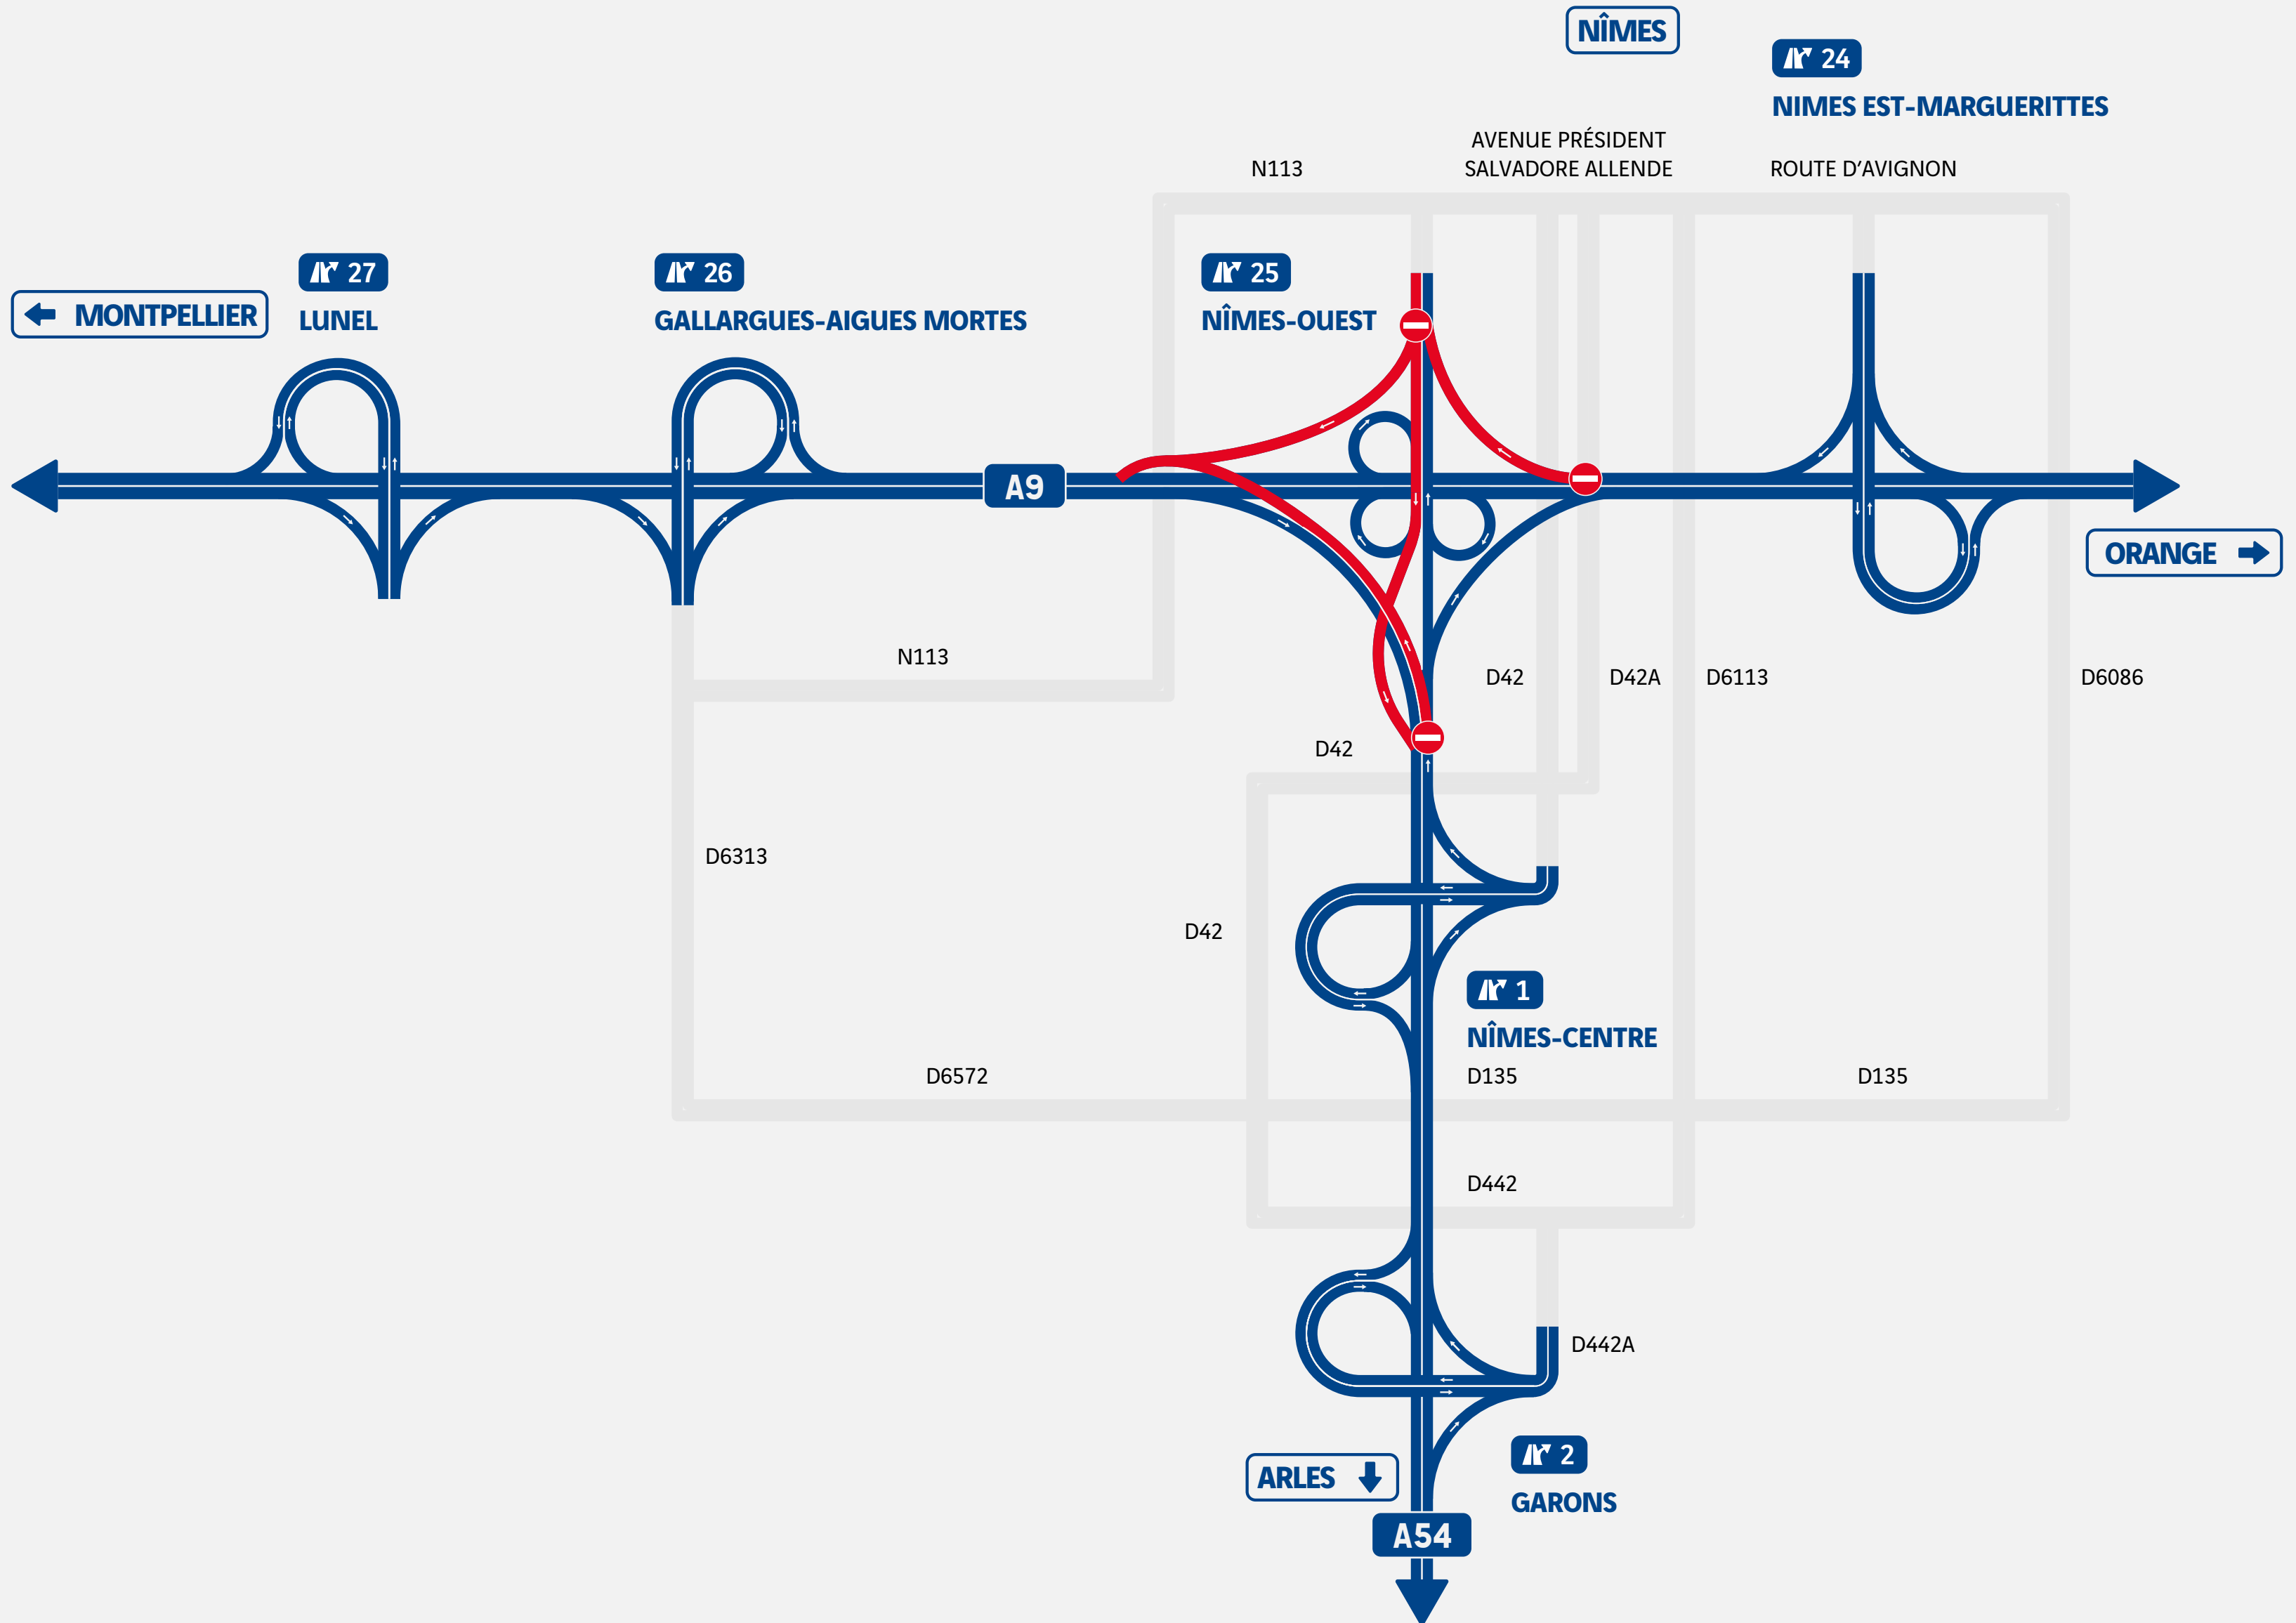 NÎMES
24
NIMES EST-MARGUERITTES
AVENUE PRÉSIDENT
SALVADORE ALLENDE
N113
ROUTE D'AVIGNON
27
LUNEL
26
GALLARGUES-AIGUES MORTES
25
NÎMES-OUEST
MONTPELLIER
A9
ORANGE
N113
D42
D42A
D6113
D6086
D42
D6313
D42
1
NÎMES-CENTRE
D6572
D135
D135
D442
D442A
2
GARONS
ARLES
A54